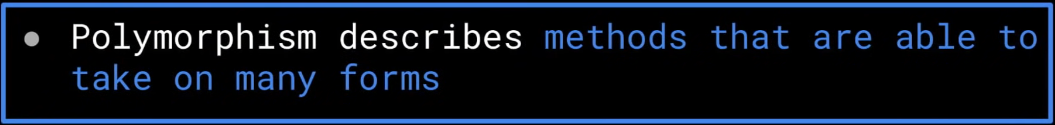 ● Polymorphism describes methods that are able to
take on many forms